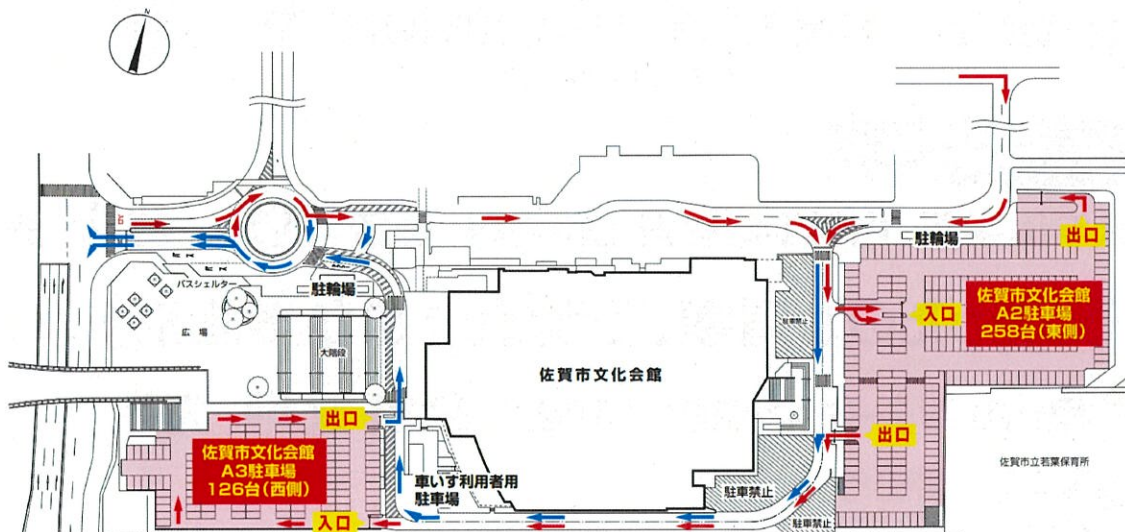 N
駐輪場
出口
佐賀市文化会館
A2駐車場
258台(東側)
入口
出口
バスシェルター
駐輪場
広場
大階段
駐車禁止
佐賀市文化会館
出口
佐賀市文化会館
A3駐車場
126台(西側)
入口
車いす利用者用
駐車場
駐車禁止
駐車禁止
佐賀市立若葉保育所